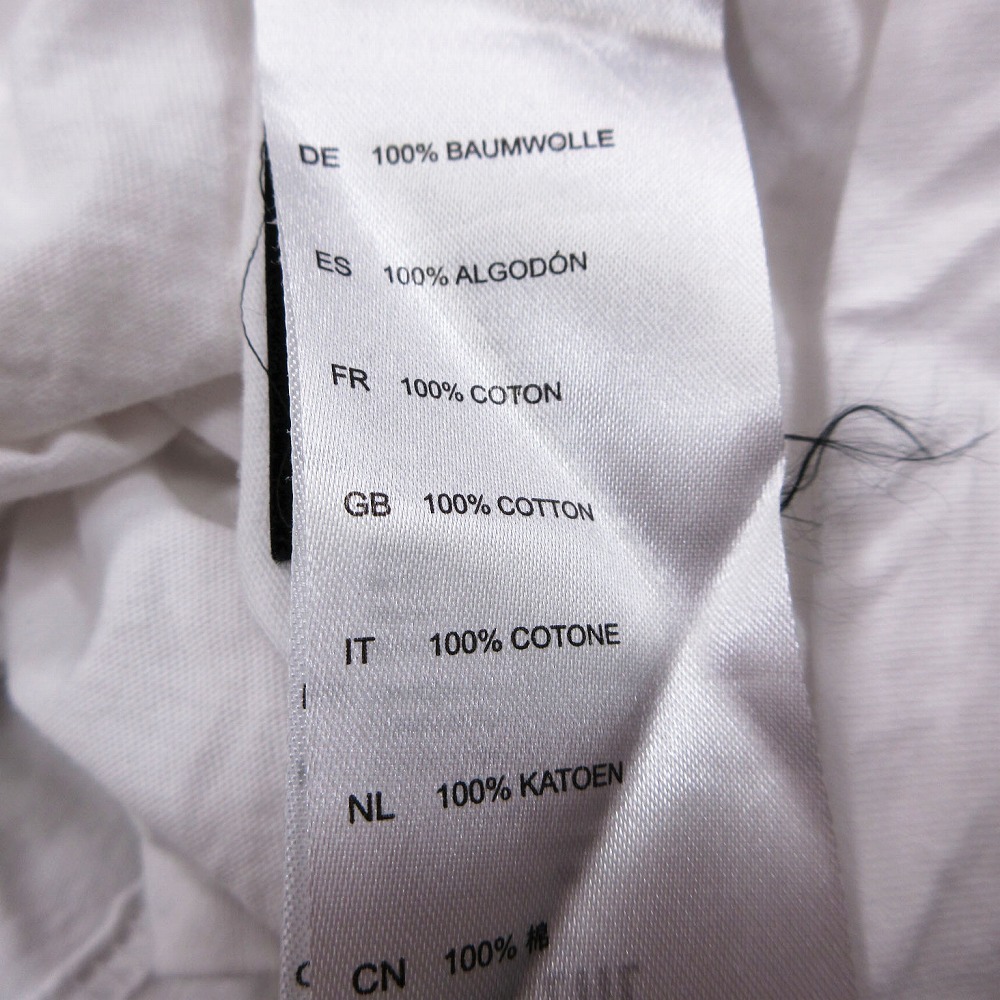 DE 100% BAUMWOLLE
ES 100% ALGODÓN
FR 100% COTON
GB 100% COTTON
IT 100% COTONE
NL 100% KATOEN
CN 100% 棉